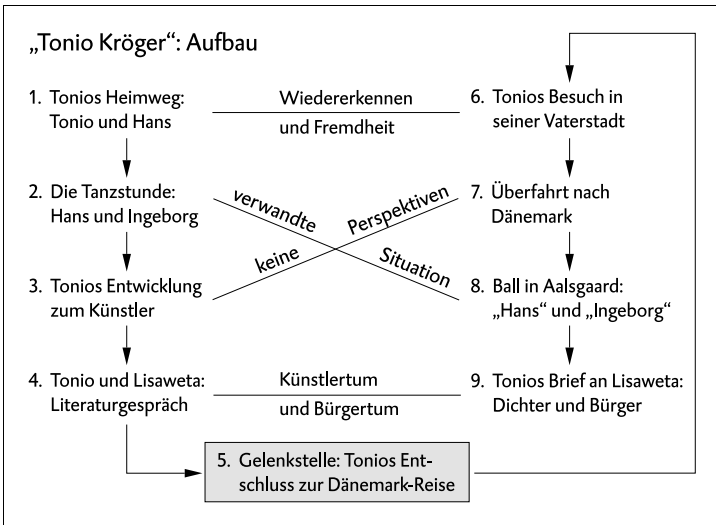 „Tonio Kröger“: Aufbau
1. Tonios Heimweg:
Tonio und Hans
Wiedererkennen
und Fremdheit
6. Tonios Besuch in
seiner Vaterstadt
2. Die Tanzstunde:
Hans und Ingeborg
verwandte
Situation
keine
Perspektiven
7. Überfahrt nach
Dänemark
3. Tonios Entwicklung
zum Künstler
8. Ball in Aalsgaard:
„Hans“ und „Ingeborg“
4. Tonio und Lisaweta:
Literaturgespräch
Künstlertum
und Bürgertum
9. Tonios Brief an Lisaweta:
Dichter und Bürger
5. Gelenkstelle: Tonios Ent-
schluss zur Dänemark-Reise